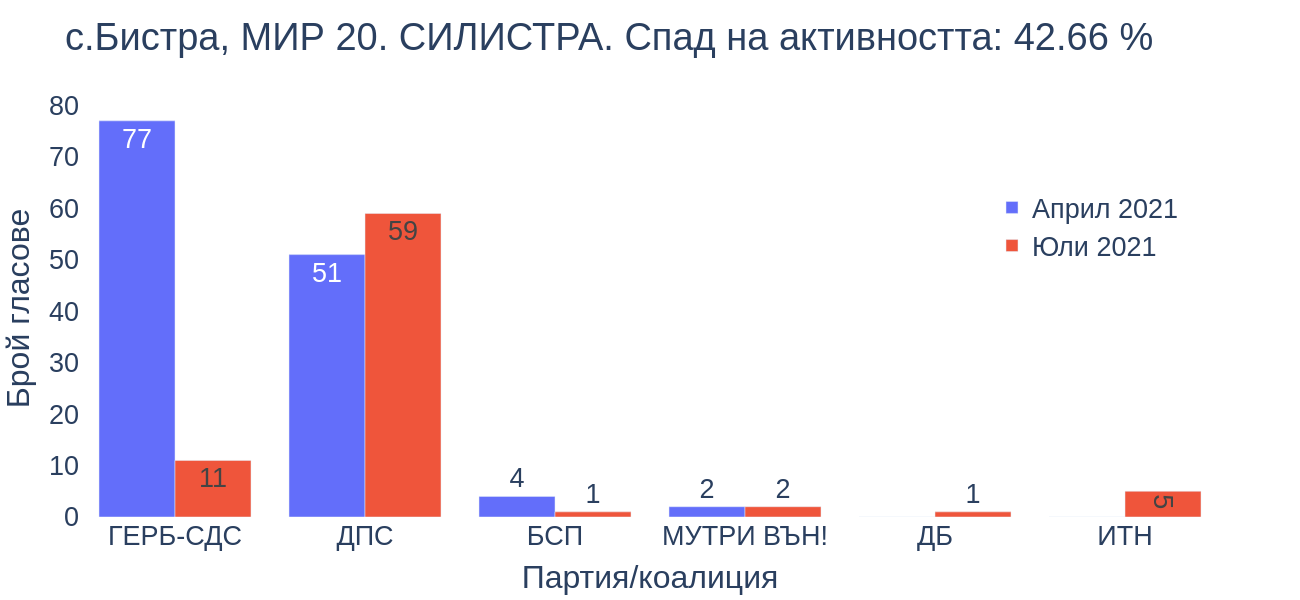 с.Бистра, МИР 20. СИЛИСТРА. Спад на активността: 42.66 %
Брой гласове
80
70
60
50
40
30
20
10
0
77
11
51
59
4
1
2
2
1
5
Април 2021
Юли 2021
ГЕРБ-СДС
ДПС
БСП
МУТРИ ВЪН!
ДБ
ИТН
Партия/коалиция